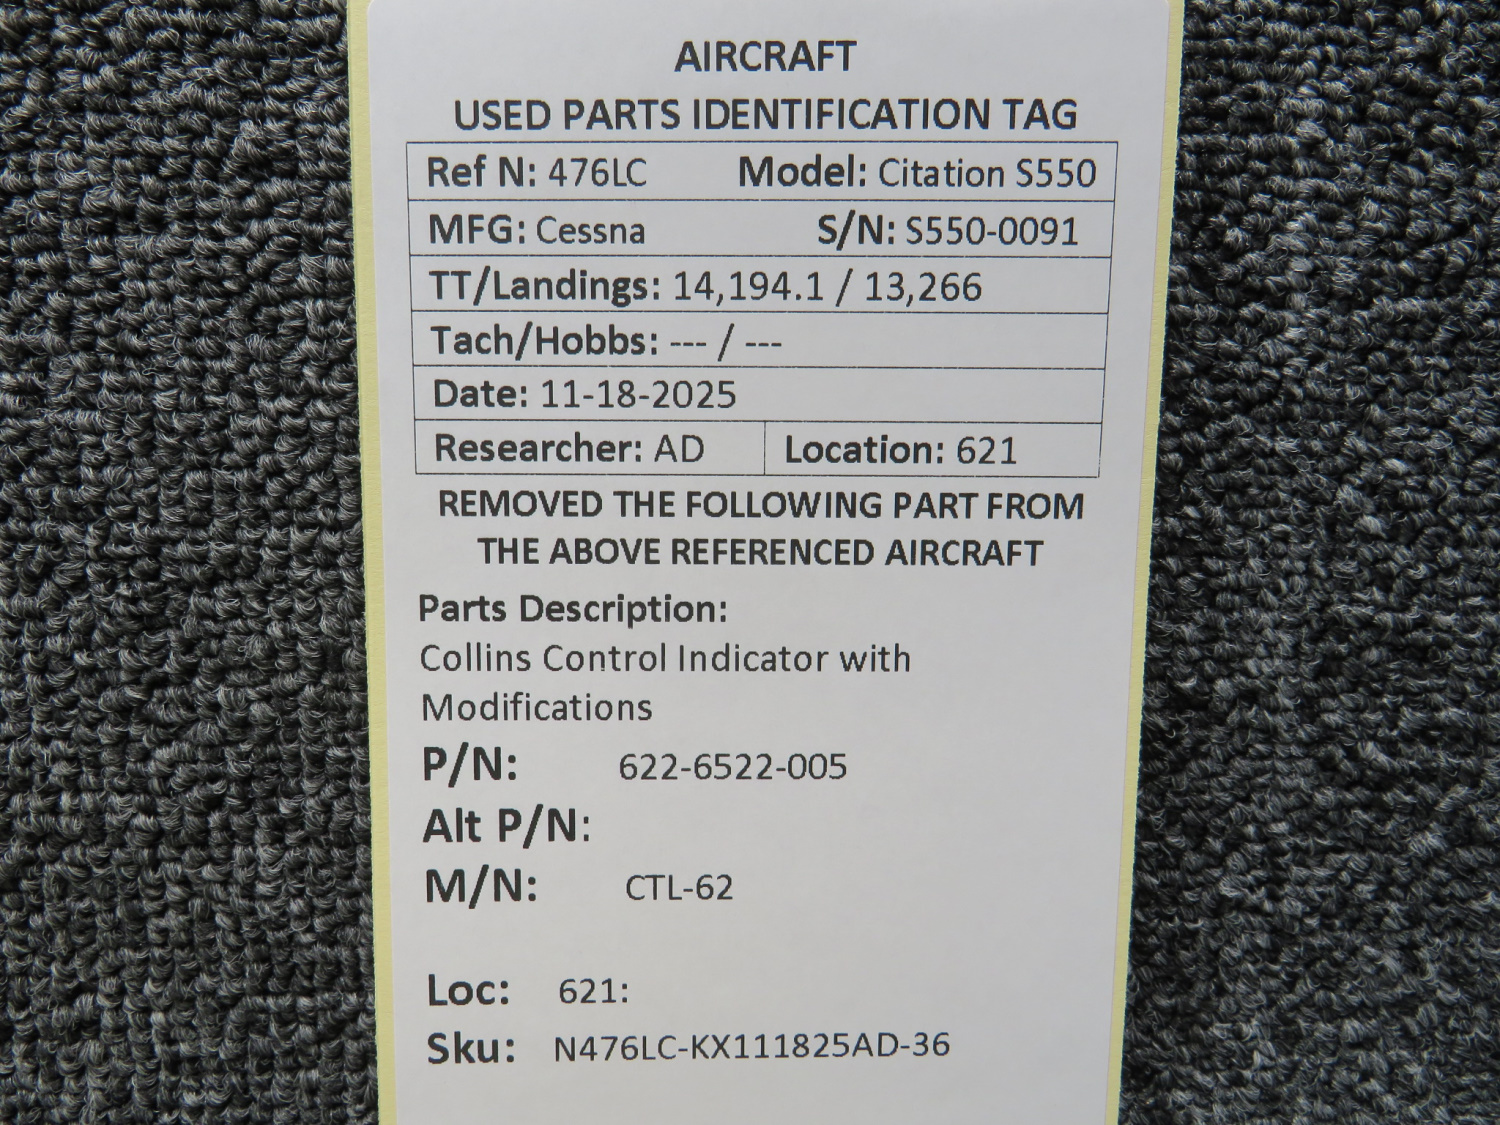 AIRCRAFT
USED PARTS IDENTIFICATION TAG
Ref N: 476LC Model: Citation S550
MFG: Cessna S/N: S550-0091
TT/Landings: 14,194.1 / 13,266
Tach/Hobbs: --- / ---
Date: 11-18-2025
Researcher: AD Location: 621
REMOVED THE FOLLOWING PART FROM
THE ABOVE REFERENCED AIRCRAFT
Parts Description:
Collins Control Indicator with
Modifications
P/N: 622-6522-005
Alt P/N:
M/N: CTL-62
Loc: 621:
Sku: N476LC-KX111825AD-36